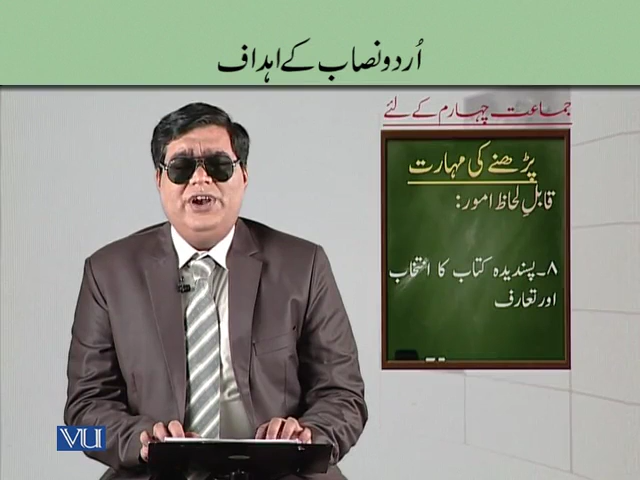 اُردو نصاب کے اہداف
جماعت چہارم کے لئے
پڑھنے کی مہارت
قابلِ لحاظ امور:
۸۔پسندیدہ کتاب کا انتخاب
اور تعارف
VU